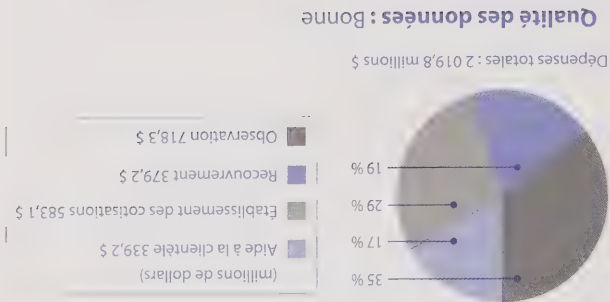 (millions de dollars)
Aide à la clientèle 339,2 $
Établissement des cotisations 583,1 $
Recouvrement 379,2 $
Observation 718,3 $
35 %
17 %
29 %
19 %
Dépenses totales : 2 019,8 millions $
Qualité des données : Bonne